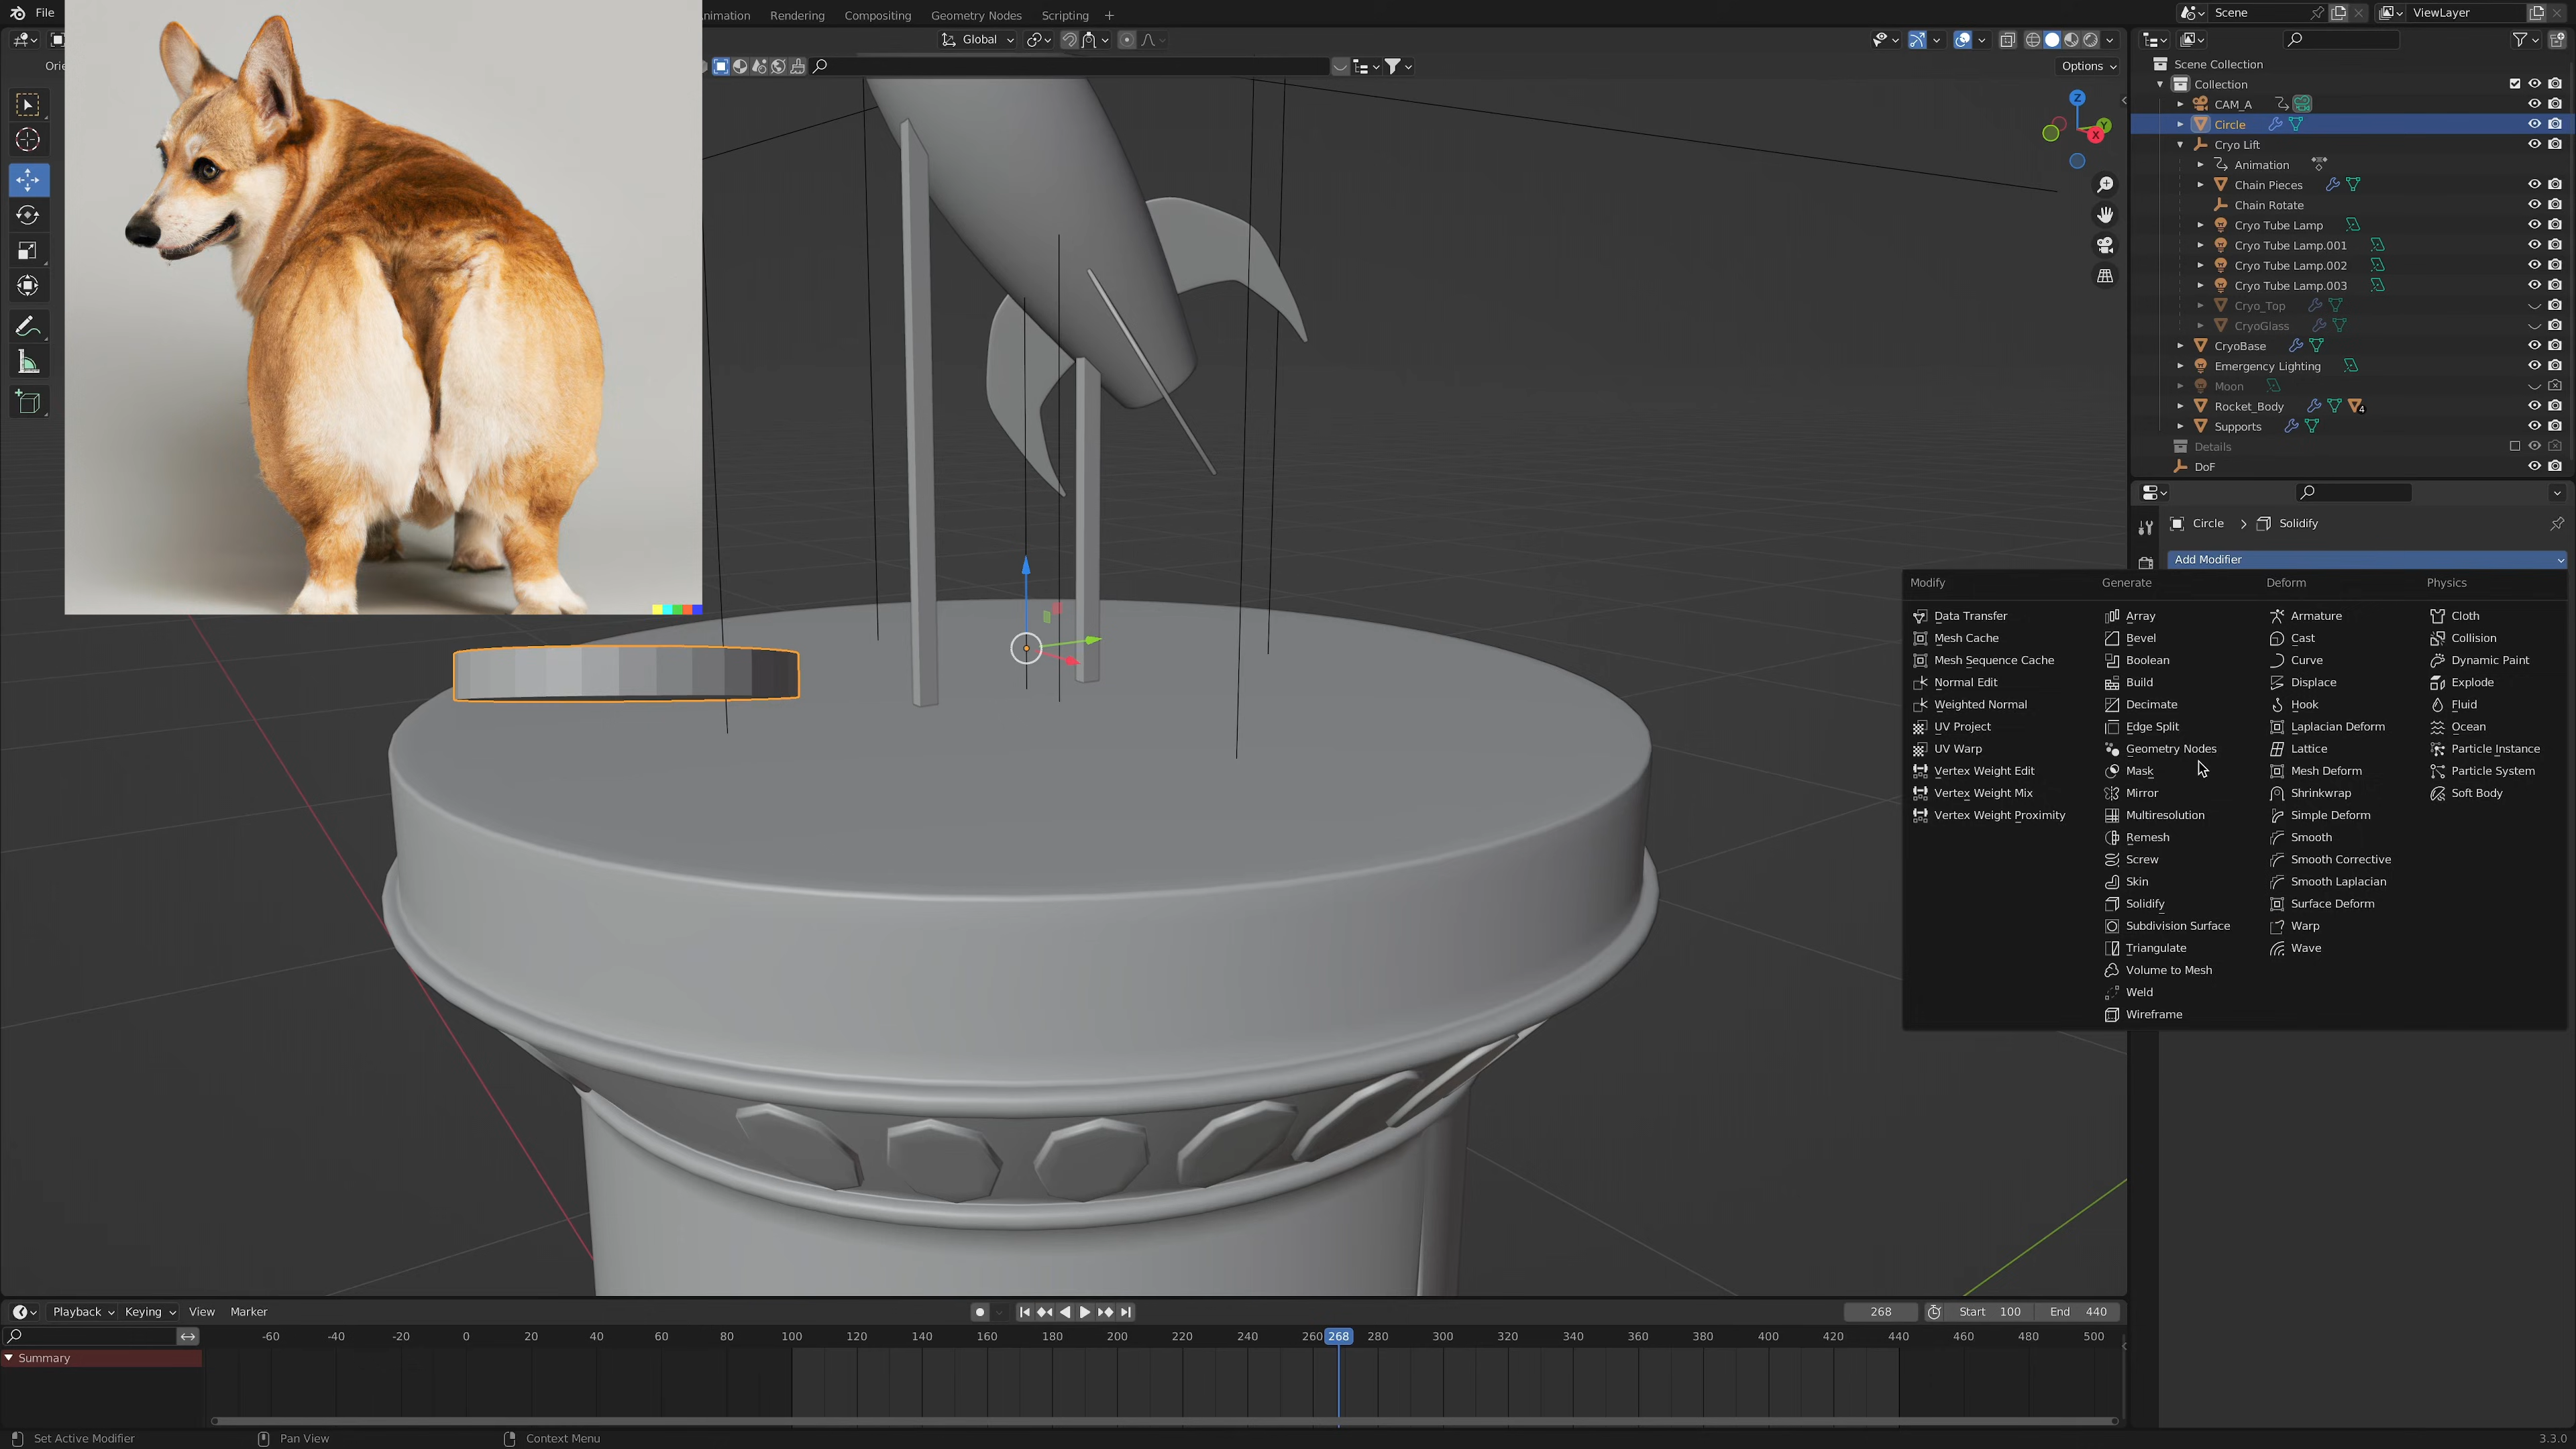 File
Animation Rendering Compositing Geometry Nodes Scripting
Scene
ViewLayer
Global
Options
X
Y
Z
Scene Collection
Collection
CAM_A
Circle
Cryo Lift
Animation
Chain Pieces
Chain Rotate
Cryo Tube Lamp
Cryo Tube Lamp.001
Cryo Tube Lamp.002
Cryo Tube Lamp.003
Cryo_Top
CryoGlass
CryoBase
Emergency Lighting
Moon
Rocket_Body 4
Supports
Details
DoF
Circle > Solidify
Add Modifier
Modify
Data Transfer
Mesh Cache
Mesh Sequence Cache
Normal Edit
Weighted Normal
UV Project
UV Warp
Vertex Weight Edit
Vertex Weight Mix
Vertex Weight Proximity
Generate
Array
Bevel
Boolean
Build
Decimate
Edge Split
Geometry Nodes
Mask
Mirror
Multiresolution
Remesh
Screw
Skin
Solidify
Subdivision Surface
Triangulate
Volume to Mesh
Weld
Wireframe
Deform
Armature
Cast
Curve
Displace
Hook
Laplacian Deform
Lattice
Mesh Deform
Shrinkwrap
Simple Deform
Smooth
Smooth Corrective
Smooth Laplacian
Surface Deform
Warp
Wave
Physics
Cloth
Collision
Dynamic Paint
Explode
Fluid
Ocean
Particle Instance
Particle System
Soft Body
Playback Keying View Marker
268 Start 100 End 440
-60 -40 -20 0 20 40 60 80 100 120 140 160 180 200 220 240 260 268 280 300 320 340 360 380 400 420 440 460 480 500
Summary
Set Active Modifier Pan View Context Menu 3.3.0